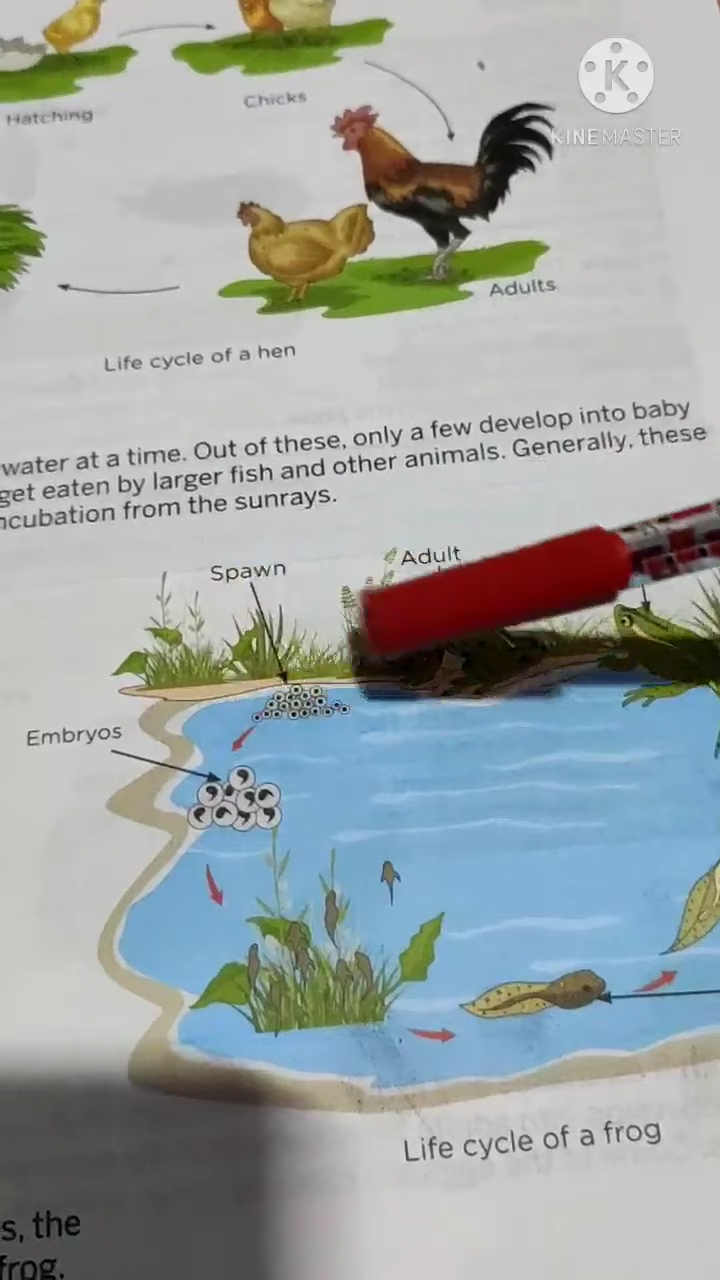 K
KINEMASTER
Hatching
Chicks
Adults
Life cycle of a hen
water at a time. Out of these, only a few develop into baby
get eaten by larger fish and other animals. Generally, these
ncubation from the sunrays.
Spawn
Adult
Embryos
Life cycle of a frog
s, the
frog.